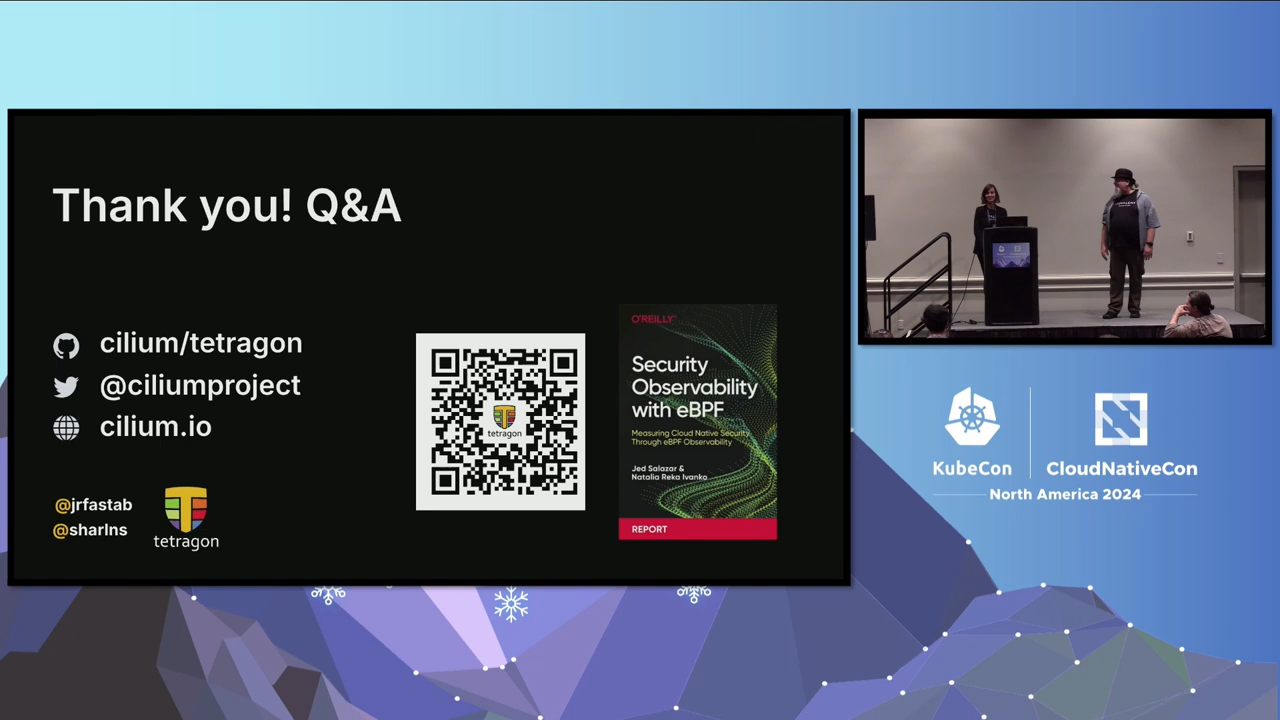 Thank you! Q&A
cilium/tetragon
@ciliumproject
cilium.io
@jrfastab
@sharlns
tetragon
tetragon
O'REILLY
Security
Observability
with eBPF
Measuring Cloud Native Security
Through eBPF Observability
Jed Salazar &
Natalia Reka Ivanko
REPORT
KubeCon
CloudNativeCon
North America 2024